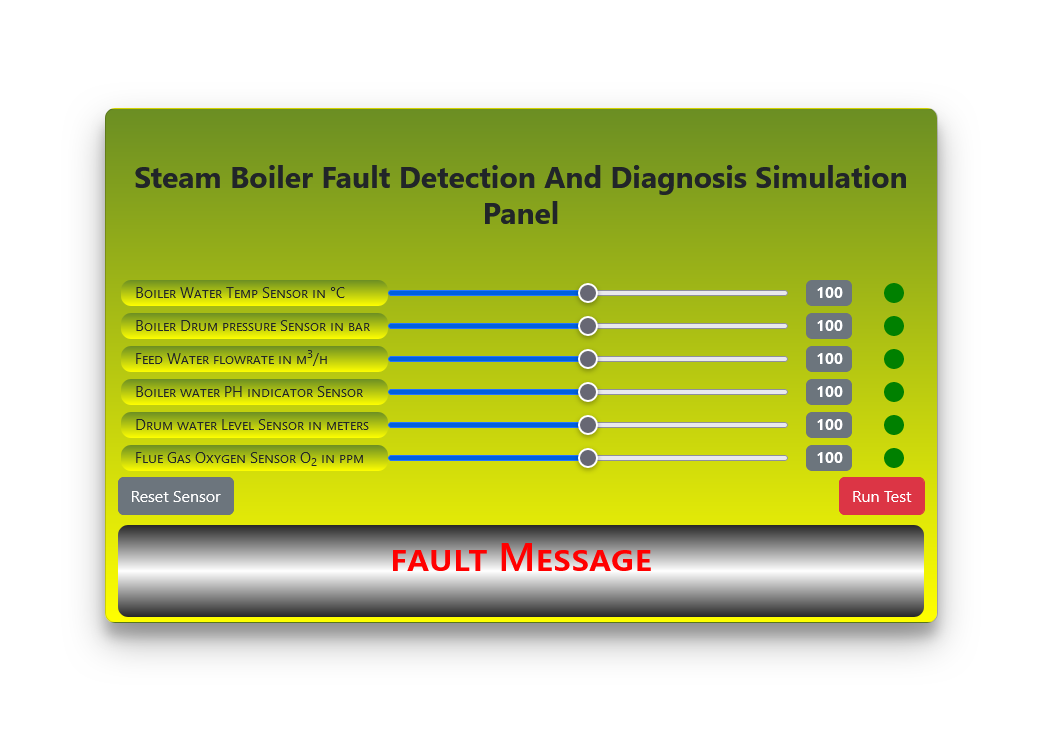 Steam Boiler Fault Detection And Diagnosis Simulation
Panel
Boiler Water Temp Sensor in °C 100
Boiler Drum pressure Sensor in bar 100
Feed Water flowrate in m³/h 100
Boiler water PH indicator Sensor 100
Drum water Level Sensor in meters 100
Flue Gas Oxygen Sensor O₂ in ppm 100
Reset Sensor Run Test
fault Message